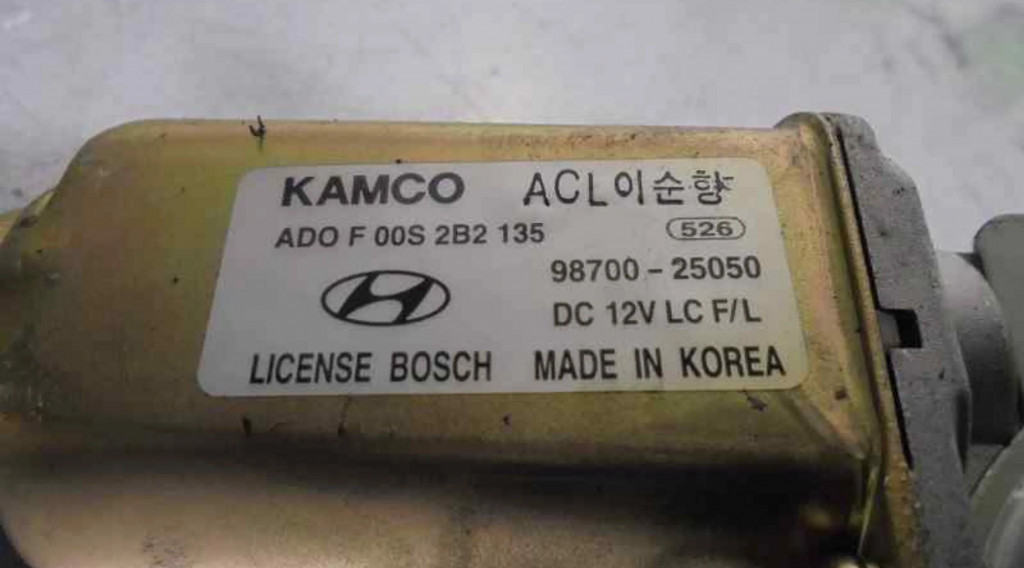 KAMCO ACL이순향
ADO F 00S 2B2 135 526
98700-25050
DC 12V LC F/L
LICENSE BOSCH MADE IN KOREA